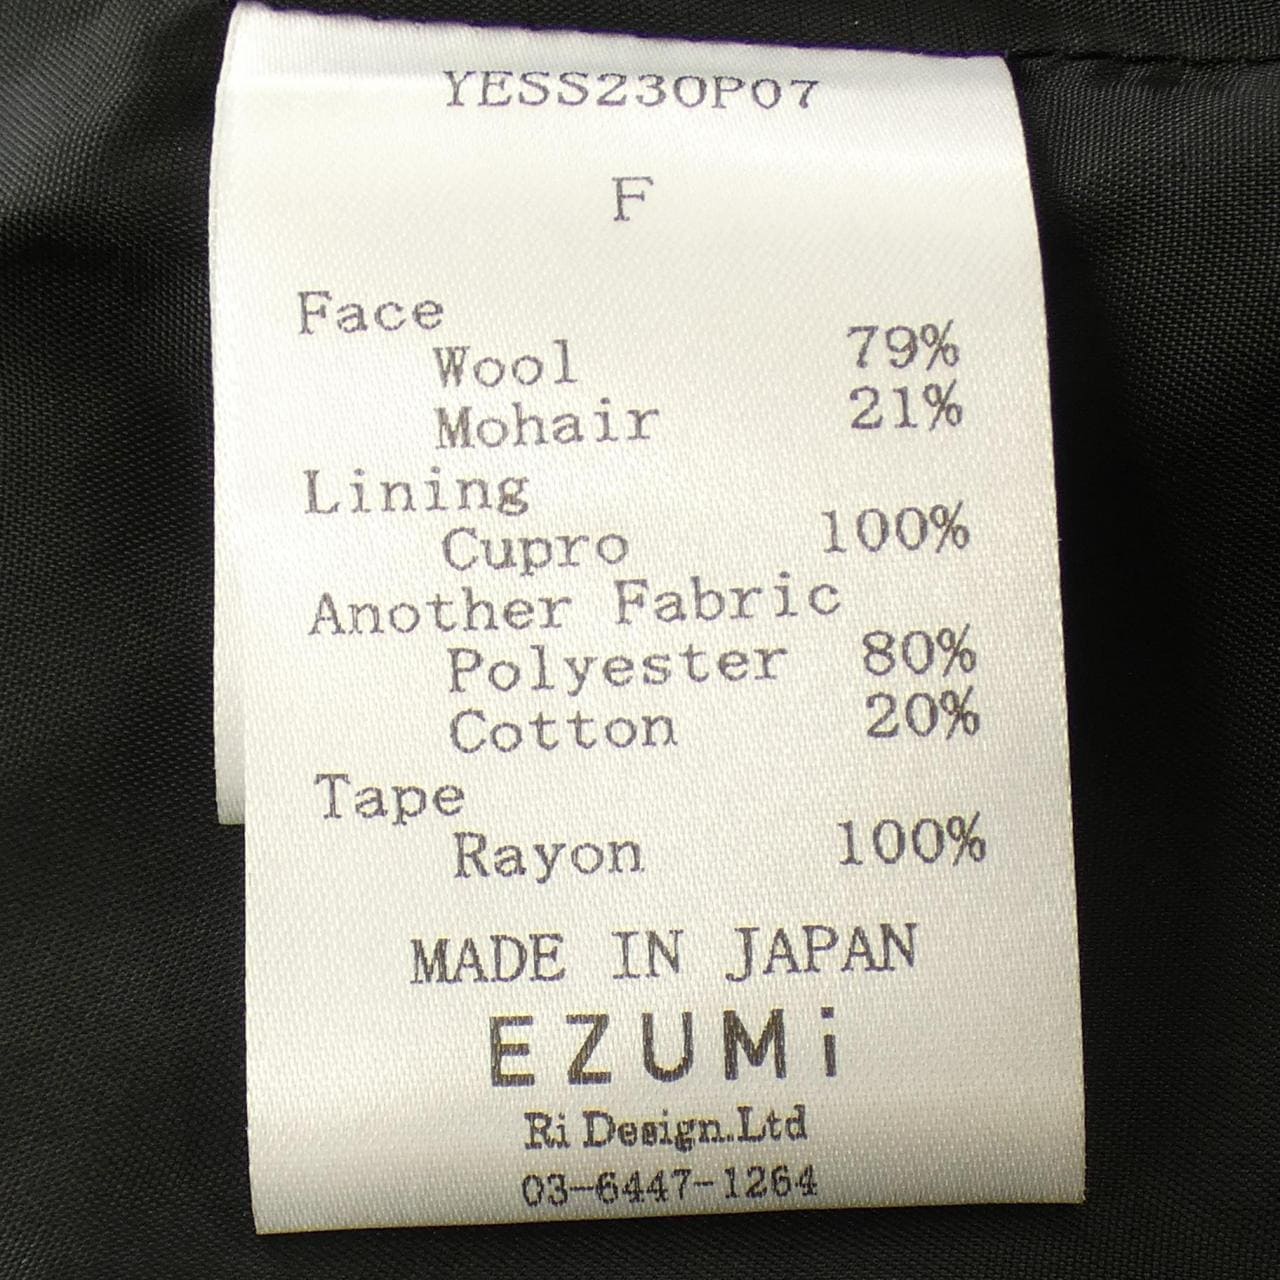 YESS23OP07
F
Face
Wool 79%
Mohair 21%
Lining
Cupro 100%
Another Fabric
Polyester 80%
Cotton 20%
Tape
Rayon 100%
MADE IN JAPAN
EZUMi
Ri Design.Ltd
03-6447-1264